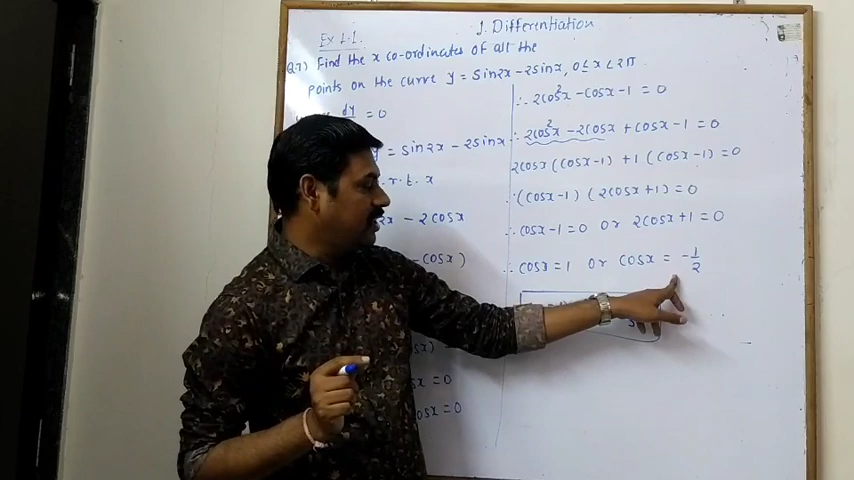 1. Differentiation
Ex 1.1
Q7) Find the x co-ordinates of all the
points on the curve y = sin2x - 2sinx, 0 ≤ x < 2π
dy/dx = 0
y = sin2x - 2sinx
.r.t. x
2x - 2cosx
-cosx)
x = 0
cosx = 0
∴ 2cos²x - cosx - 1 = 0
∴ 2cos²x - 2cosx + cosx - 1 = 0
2cosx (cosx-1) + 1 (cosx-1) = 0
∴ (cosx-1) (2cosx+1) = 0
∴ cosx-1 = 0 or 2cosx+1 = 0
∴ cosx = 1 or cosx = -1/2